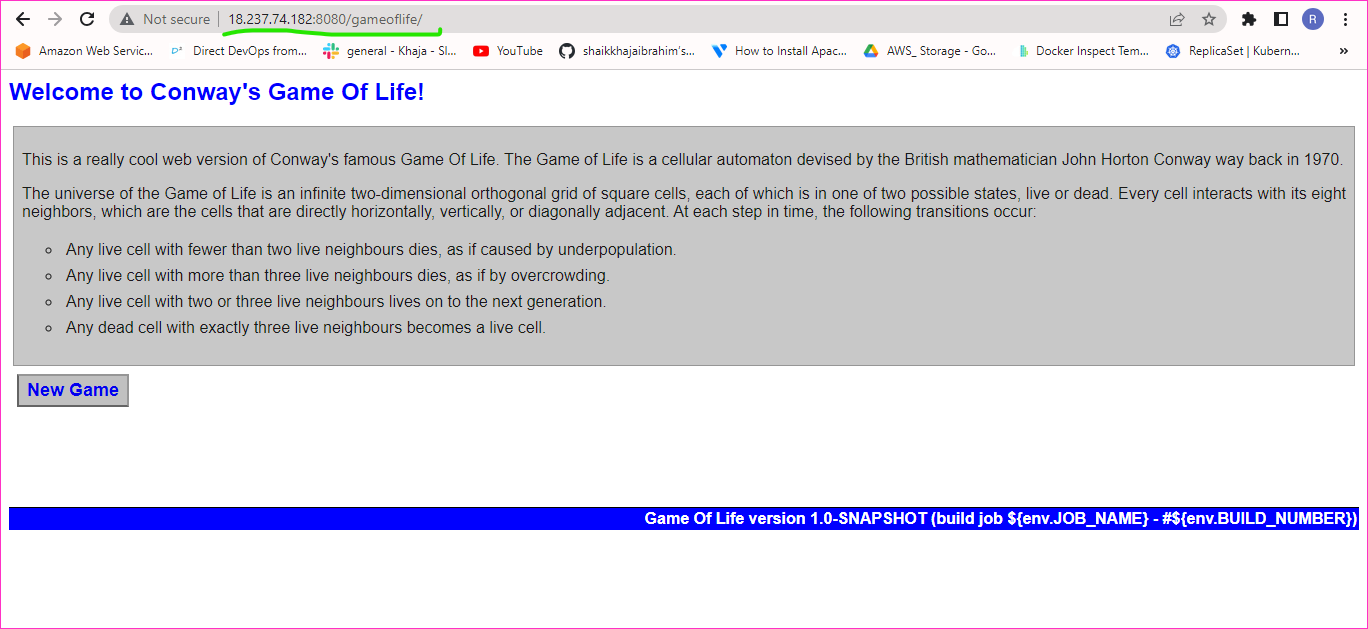 Not secure | 18.237.74.182:8080/gameoflife/ R
Amazon Web Servic... Direct DevOps from... general - Khaja - Sl... YouTube shaikkhajaibrahim's... How to Install Apac... AWS_ Storage - Go... Docker Inspect Tem... ReplicaSet | Kubern... »
Welcome to Conway's Game Of Life!
This is a really cool web version of Conway's famous Game Of Life. The Game of Life is a cellular automaton devised by the British mathematician John Horton Conway way back in 1970.
The universe of the Game of Life is an infinite two-dimensional orthogonal grid of square cells, each of which is in one of two possible states, live or dead. Every cell interacts with its eight
neighbors, which are the cells that are directly horizontally, vertically, or diagonally adjacent. At each step in time, the following transitions occur:
Any live cell with fewer than two live neighbours dies, as if caused by underpopulation.
Any live cell with more than three live neighbours dies, as if by overcrowding.
Any live cell with two or three live neighbours lives on to the next generation.
Any dead cell with exactly three live neighbours becomes a live cell.
New Game
Game Of Life version 1.0-SNAPSHOT (build job ${env.JOB_NAME} - #${env.BUILD_NUMBER})